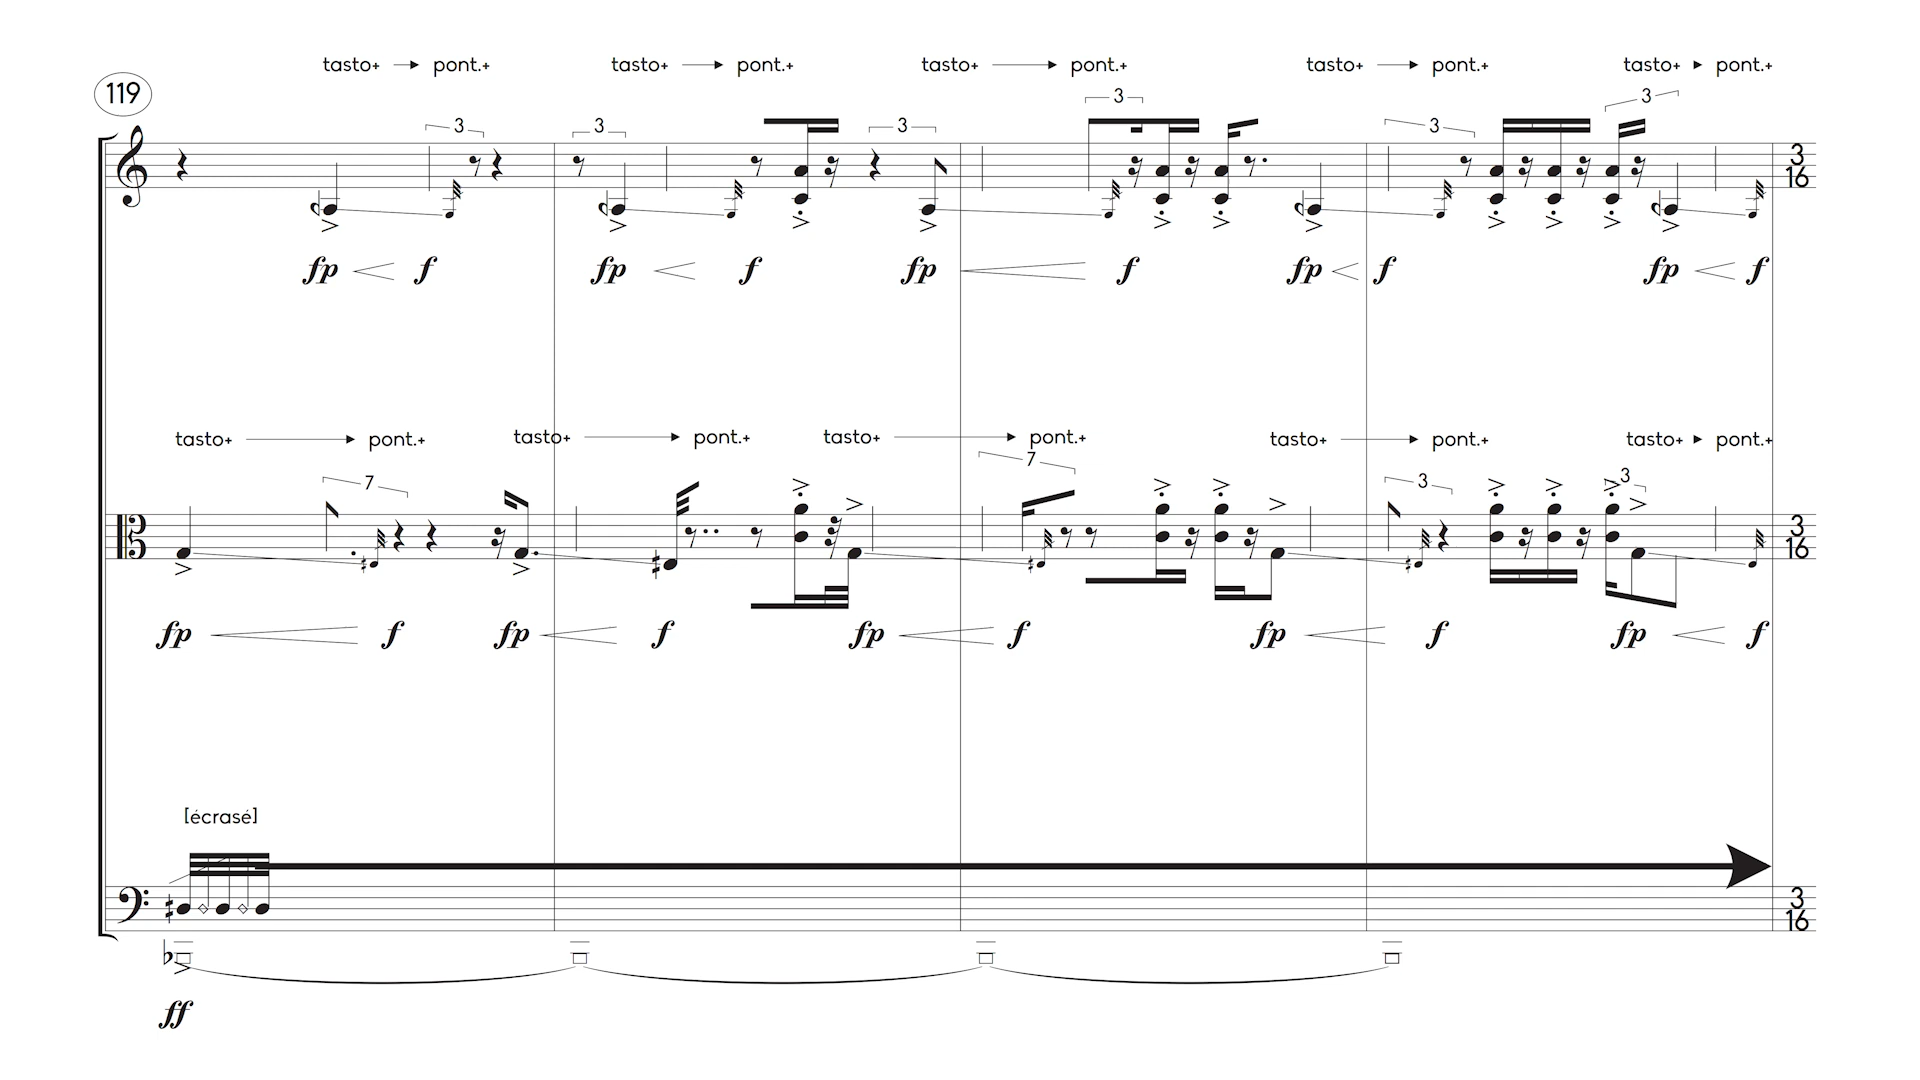 tasto+ pont.+ tasto+ pont.+ tasto+ pont.+ tasto+ pont.+ tasto+ pont.+
119
3 3 3 3 3 3
3
16
fp f fp f fp f fp f fp f
tasto+ pont.+ tasto+ pont.+ tasto+ pont.+ tasto+ pont.+ tasto+ pont.+
7 7 3 3
3
16
fp f fp f fp f fp f fp f
[écrasé]
3
16
ff